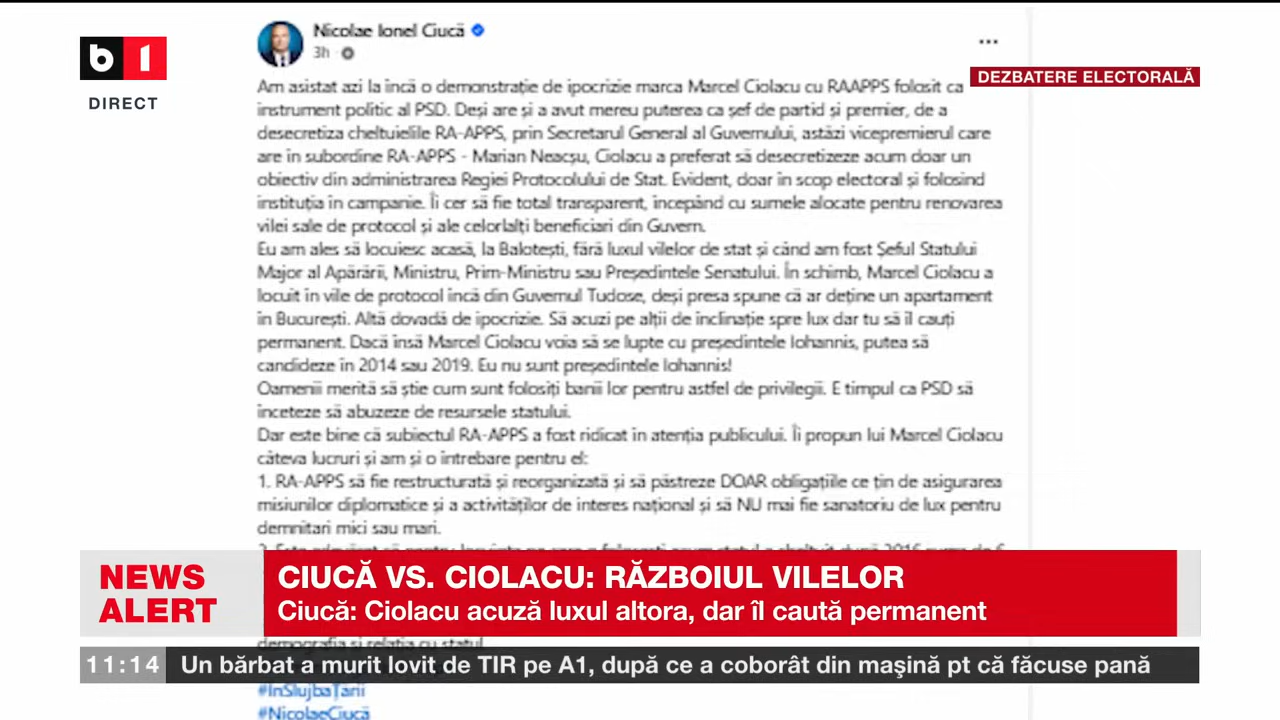 Nicolae Ionel Ciucă
3h
b1
DIRECT
DEZBATERE ELECTORALĂ
Am asistat azi la încă o demonstrație de ipocrizie marca Marcel Ciolacu cu RAAPPS folosit ca
instrument politic al PSD. Deși are și a avut mereu puterea ca șef de partid și premier, de a
desecretiza cheltuielile RA-APPS, prin Secretarul General al Guvernului, astăzi vicepremierul care
are în subordine RA-APPS - Marian Neacșu, Ciolacu a preferat să desecretizeze acum doar un
obiectiv din administrarea Regiei Protocolului de Stat. Evident, doar în scop electoral și folosind
instituția în campanie. Îi cer să fie total transparent, începând cu sumele alocate pentru renovarea
vilei sale de protocol și ale celorlalți beneficiari din Guvern.
Eu am ales să locuiesc acasă, la Balotești, fără luxul vilelor de stat și când am fost Șeful Statului
Major al Apărării, Ministru, Prim-Ministru sau Președintele Senatului. În schimb, Marcel Ciolacu a
locuit în vile de protocol încă din Guvernul Tudose, deși presa spune că ar deține un apartament
în București. Altă dovadă de ipocrizie. Să acuzi pe alții de înclinație spre lux dar tu să îl cauți
permanent. Dacă însă Marcel Ciolacu voia să se lupte cu președintele Iohannis, putea să
candideze în 2014 sau 2019. Eu nu sunt președintele Iohannis!
Oamenii merită să știe cum sunt folosiți banii lor pentru astfel de privilegii. E timpul ca PSD să
înceteze să abuzeze de resursele statului.
Dar este bine că subiectul RA-APPS a fost ridicat în atenția publicului. Îi propun lui Marcel Ciolacu
câteva lucruri și am și o întrebare pentru el:
1. RA-APPS să fie restructurată și reorganizată și să păstreze DOAR obligațiile ce țin de asigurarea
misiunilor diplomatice și a activităților de interes național și să NU mai fie sanatoriu de lux pentru
demnitari mici sau mari.
NEWS
ALERT
CIUCĂ VS. CIOLACU: RĂZBOIUL VILELOR
Ciucă: Ciolacu acuză luxul altora, dar îl caută permanent
demografia și relația cu statul.
11:14 Un bărbat a murit lovit de TIR pe A1, după ce a coborât din maşină pt că făcuse pană
#InSlujbaȚării
#NicolaeCiucă